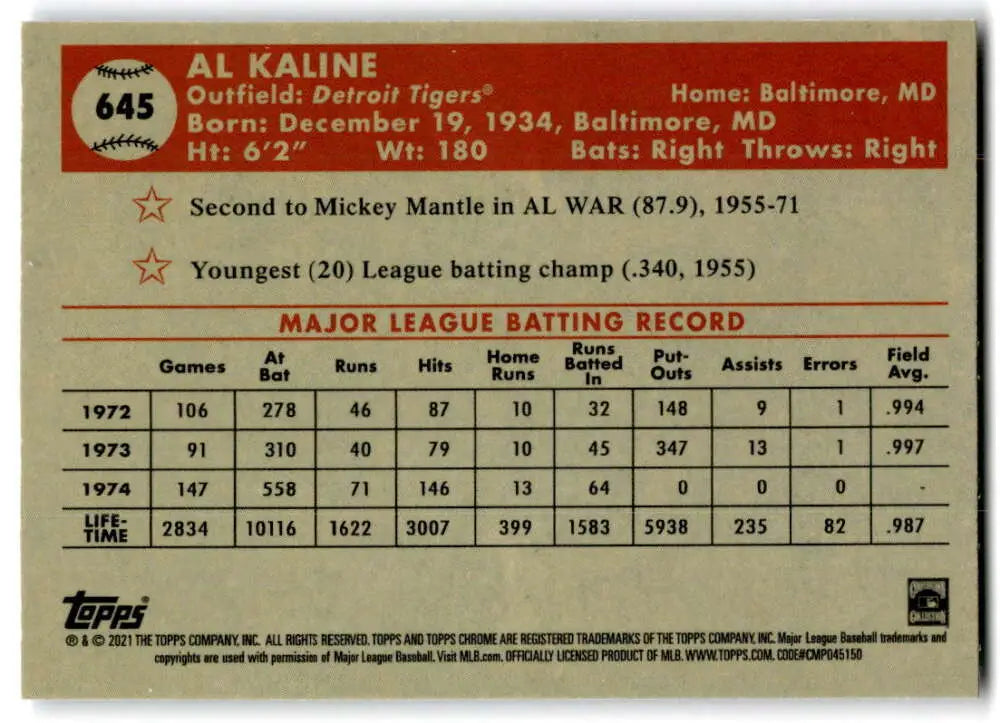 645
AL KALINE
Outfield: Detroit Tigers® Home: Baltimore, MD
Born: December 19, 1934, Baltimore, MD
Ht: 6'2" Wt: 180 Bats: Right Throws: Right
Second to Mickey Mantle in AL WAR (87.9), 1955-71
Youngest (20) League batting champ (.340, 1955)
MAJOR LEAGUE BATTING RECORD
Games At Bat Runs Hits Home Runs Runs Batted In Put-Outs Assists Errors Field Avg.
1972 106 278 46 87 10 32 148 9 1 .994
1973 91 310 40 79 10 45 347 13 1 .997
1974 147 558 71 146 13 64 0 0 0 -
LIFE-TIME 2834 10116 1622 3007 399 1583 5938 235 82 .987
Topps
® & © 2021 THE TOPPS COMPANY, INC. ALL RIGHTS RESERVED. TOPPS AND TOPPS CHROME ARE REGISTERED TRADEMARKS OF THE TOPPS COMPANY, INC. Major League Baseball trademarks and
copyrights are used with permission of Major League Baseball. Visit MLB.com. OFFICIALLY LICENSED PRODUCT OF MLB. WWW.TOPPS.COM. CODE#CMP045150